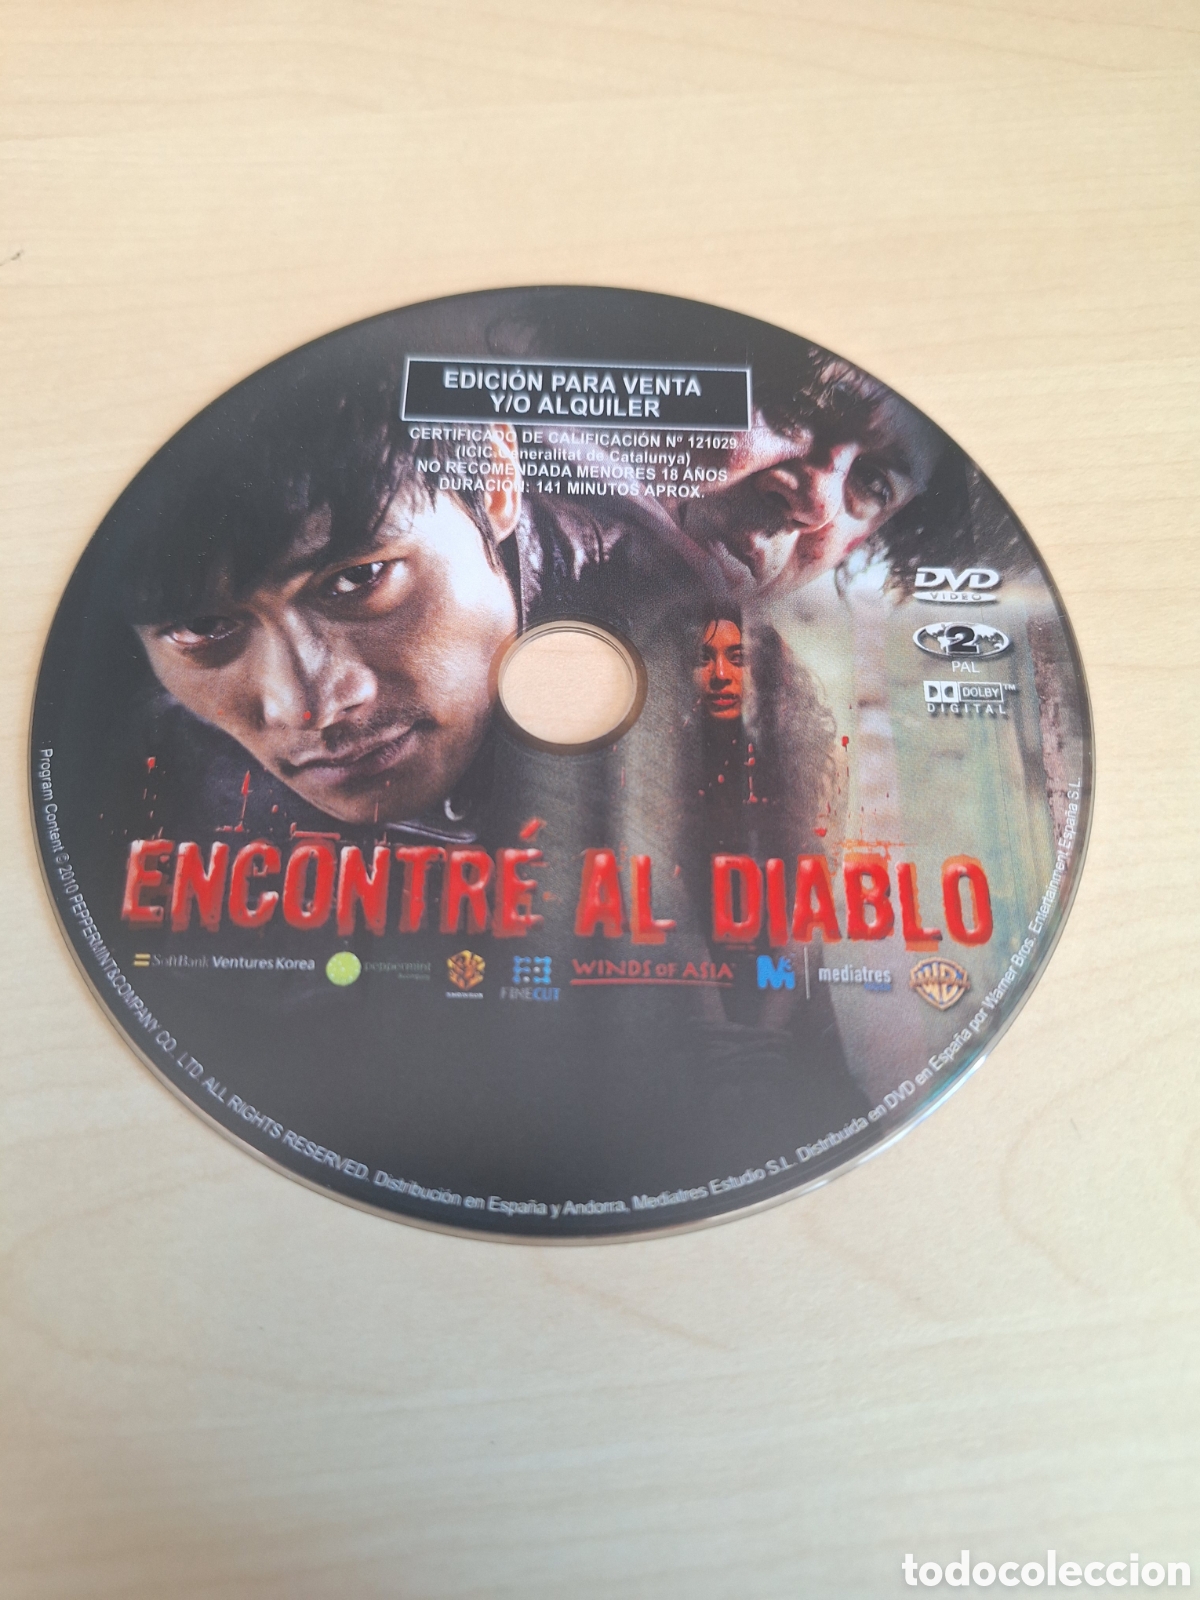 EDICIÓN PARA VENTA
Y/O ALQUILER
CERTIFICADO DE CALIFICACIÓN Nº 121029
(ICIC.Generalitat de Catalunya)
NO RECOMENDADA MENORES 18 AÑOS
DURACIÓN: 141 MINUTOS APROX.
DVD
VIDEO
2
PAL
DOLBY™
DIGITAL
ENCONTRÉ AL DIABLO
SoftBank Ventures Korea
peppermint
FINECUT
WINDS OF ASIA
M3
mediatres
WB
Program Content © 2010 PEPPERMINT&COMPANY CO., LTD. ALL RIGHTS RESERVED. Distribución en España y Andorra, Mediatres Estudio S.L. Distribuida en DVD en España por Warner Bros. Entertainment España S.L.
todocoleccion